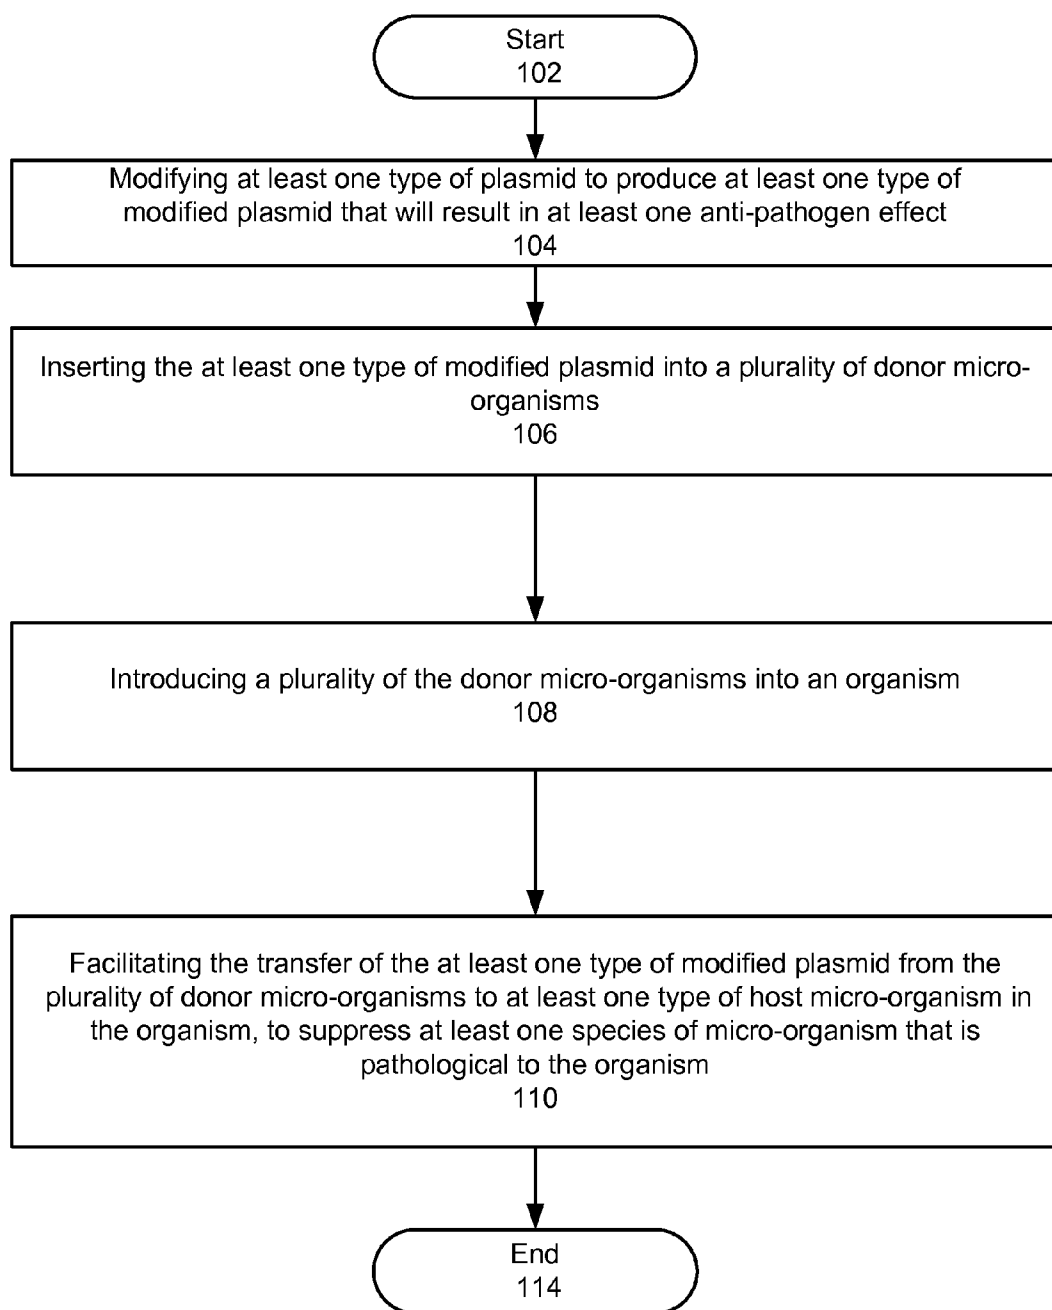 Start
102
Modifying at least one type of plasmid to produce at least one type of
modified plasmid that will result in at least one anti-pathogen effect
104
Inserting the at least one type of modified plasmid into a plurality of donor micro-
organisms
106
Introducing a plurality of the donor micro-organisms into an organism
108
Facilitating the transfer of the at least one type of modified plasmid from the
plurality of donor micro-organisms to at least one type of host micro-organism in
the organism, to suppress at least one species of micro-organism that is
pathological to the organism
110
End
114